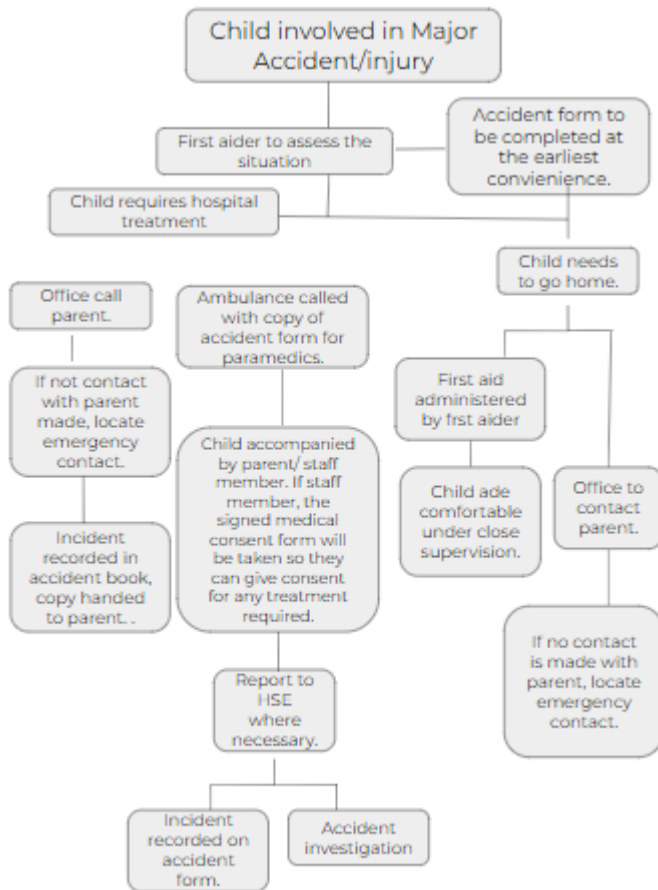 Child involved in Major
Accident/injury
First aider to assess the
situation
Accident form to
be completed at
the earliest
convienience.
Child requires hospital
treatment
Child needs
to go home.
Office call
parent.
If not contact
with parent
made, locate
emergency
contact.
Incident
recorded in
accident book,
copy handed
to parent. .
Ambulance called
with copy of
accident form for
paramedics.
Child accompanied
by parent/ staff
member. If staff
member, the
signed medical
consent form will
be taken so they
can give consent
for any treatment
required.
Report to
HSE
where
necessary.
Incident
recorded on
accident
form.
Accident
investigation
First aid
administered
by frst aider
Child ade
comfortable
under close
supervision.
Office to
contact
parent.
If no contact
is made with
parent, locate
emergency
contact.